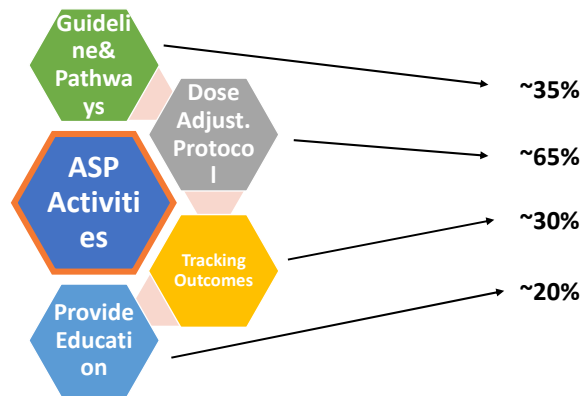 Guideli
ne&
Pathwa
ys
~35%
Dose
Adjust.
Protoco
l
~65%
ASP
Activiti
es
~30%
Tracking
Outcomes
~20%
Provide
Educati
on